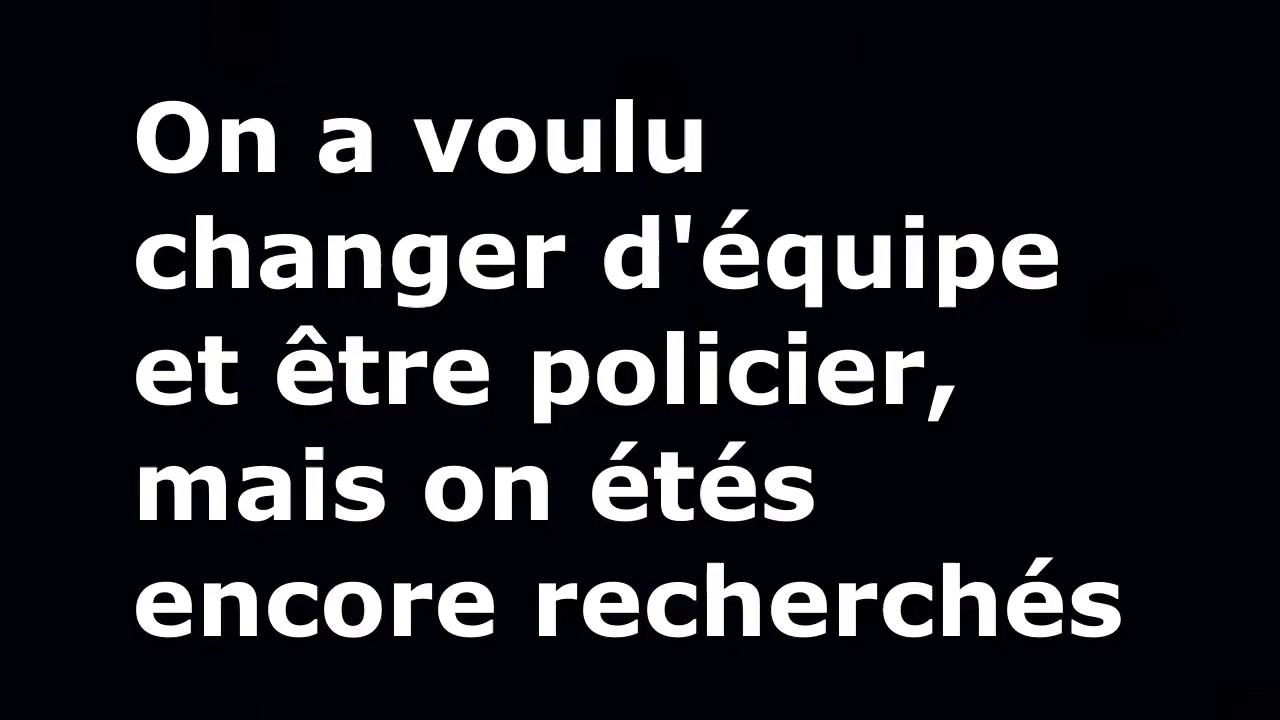 On a voulu
changer d'équipe
et être policier,
mais on étés
encore recherchés